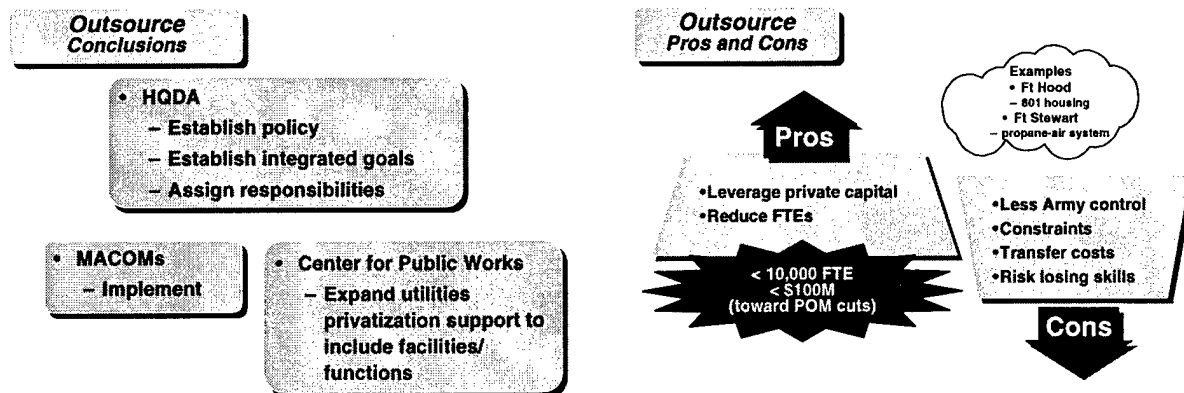 Outsource
Conclusions
• HQDA
– Establish policy
– Establish integrated goals
– Assign responsibilities
• MACOMs
– Implement
• Center for Public Works
– Expand utilities
privatization support to
include facilities/
functions
Outsource
Pros and Cons
Examples
• Ft Hood
– 801 housing
• Ft Stewart
– propane-air system
Pros
•Leverage private capital
•Reduce FTEs
< 10,000 FTE
< $100M
(toward POM cuts)
•Less Army control
•Constraints
•Transfer costs
•Risk losing skills
Cons